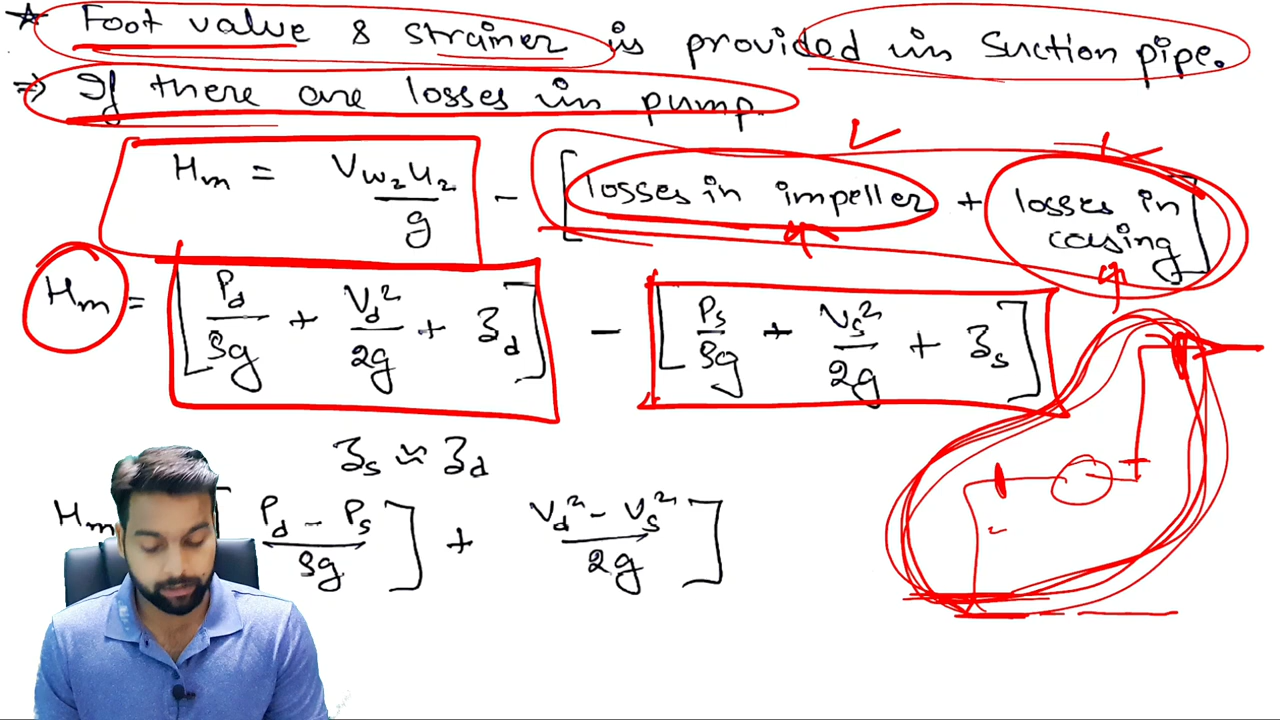 * Foot value & strainer is provided in Suction pipe.
⇒ If there are losses in pump.
Hm = Vw₂u₂/g - [losses in impeller + losses in casing]
Hm = [Pd/ρg + Vd²/2g + zd] - [Ps/ρg + Vs²/2g + zs]
zs ≈ zd
Hm [Pd - Ps/ρg] + Vd² - Vs²/2g]